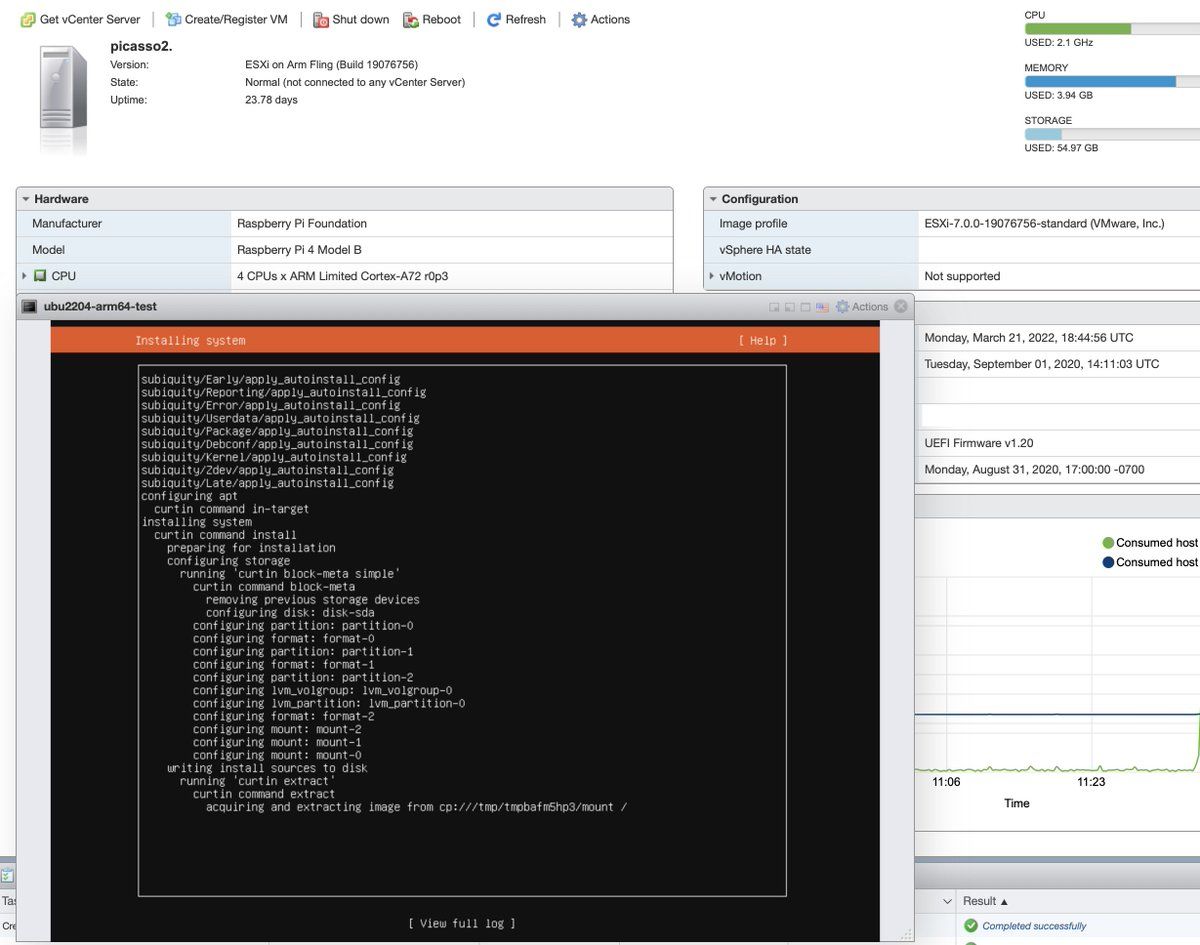 Get vCenter Server Create/Register VM Shut down Reboot Refresh Actions
picasso2.
Version: ESXi on Arm Fling (Build 19076756)
State: Normal (not connected to any vCenter Server)
Uptime: 23.78 days
CPU
USED: 2.1 GHz
MEMORY
USED: 3.94 GB
STORAGE
USED: 54.97 GB
Hardware
Manufacturer Raspberry Pi Foundation
Model Raspberry Pi 4 Model B
CPU 4 CPUs x ARM Limited Cortex-A72 r0p3
Configuration
Image profile ESXi-7.0.0-19076756-standard (VMware, Inc.)
vSphere HA state
vMotion Not supported
ubu2204-arm64-test Actions
Installing system [ Help ]
subiquity/Early/apply_autoinstall_config
subiquity/Reporting/apply_autoinstall_config
subiquity/Error/apply_autoinstall_config
subiquity/Userdata/apply_autoinstall_config
subiquity/Package/apply_autoinstall_config
subiquity/Debconf/apply_autoinstall_config
subiquity/Kernel/apply_autoinstall_config
subiquity/Zdev/apply_autoinstall_config
subiquity/Late/apply_autoinstall_config
configuring apt
curtin command in-target
installing system
curtin command install
preparing for installation
configuring storage
running 'curtin block-meta simple'
curtin command block-meta
removing previous storage devices
configuring disk: disk-sda
configuring partition: partition-0
configuring format: format-0
configuring partition: partition-1
configuring format: format-1
configuring partition: partition-2
configuring lvm_volgroup: lvm_volgroup-0
configuring lvm_partition: lvm_partition-0
configuring format: format-2
configuring mount: mount-2
configuring mount: mount-1
configuring mount: mount-0
writing install sources to disk
running 'curtin extract'
curtin command extract
acquiring and extracting image from cp:///tmp/tmpbafm5hp3/mount /
[ View full log ]
Monday, March 21, 2022, 18:44:56 UTC
Tuesday, September 01, 2020, 14:11:03 UTC
UEFI Firmware v1.20
Monday, August 31, 2020, 17:00:00 -0700
Consumed host
Consumed host
11:06 11:23
Time
Tas
Cre
Result
Completed successfully